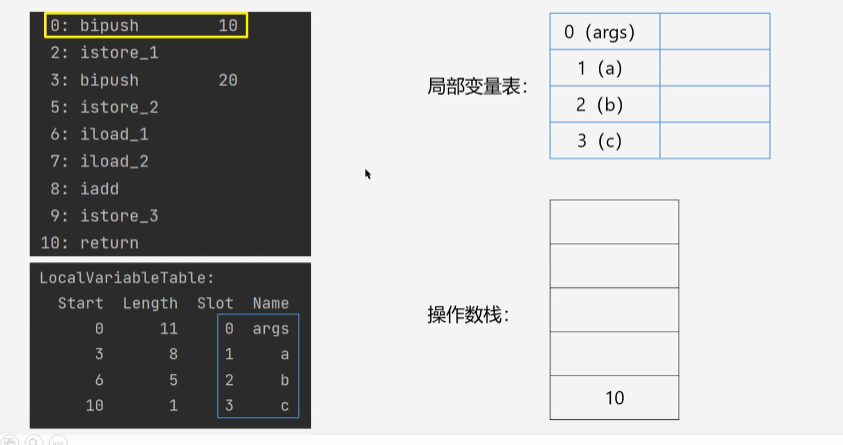 0: bipush 10
2: istore_1
3: bipush 20
5: istore_2
6: iload_1
7: iload_2
8: iadd
9: istore_3
10: return
LocalVariableTable:
Start Length Slot Name
0 11 0 args
3 8 1 a
6 5 2 b
10 1 3 c
局部变量表：
0（args）
1（a）
2（b）
3（c）
操作数栈：
10